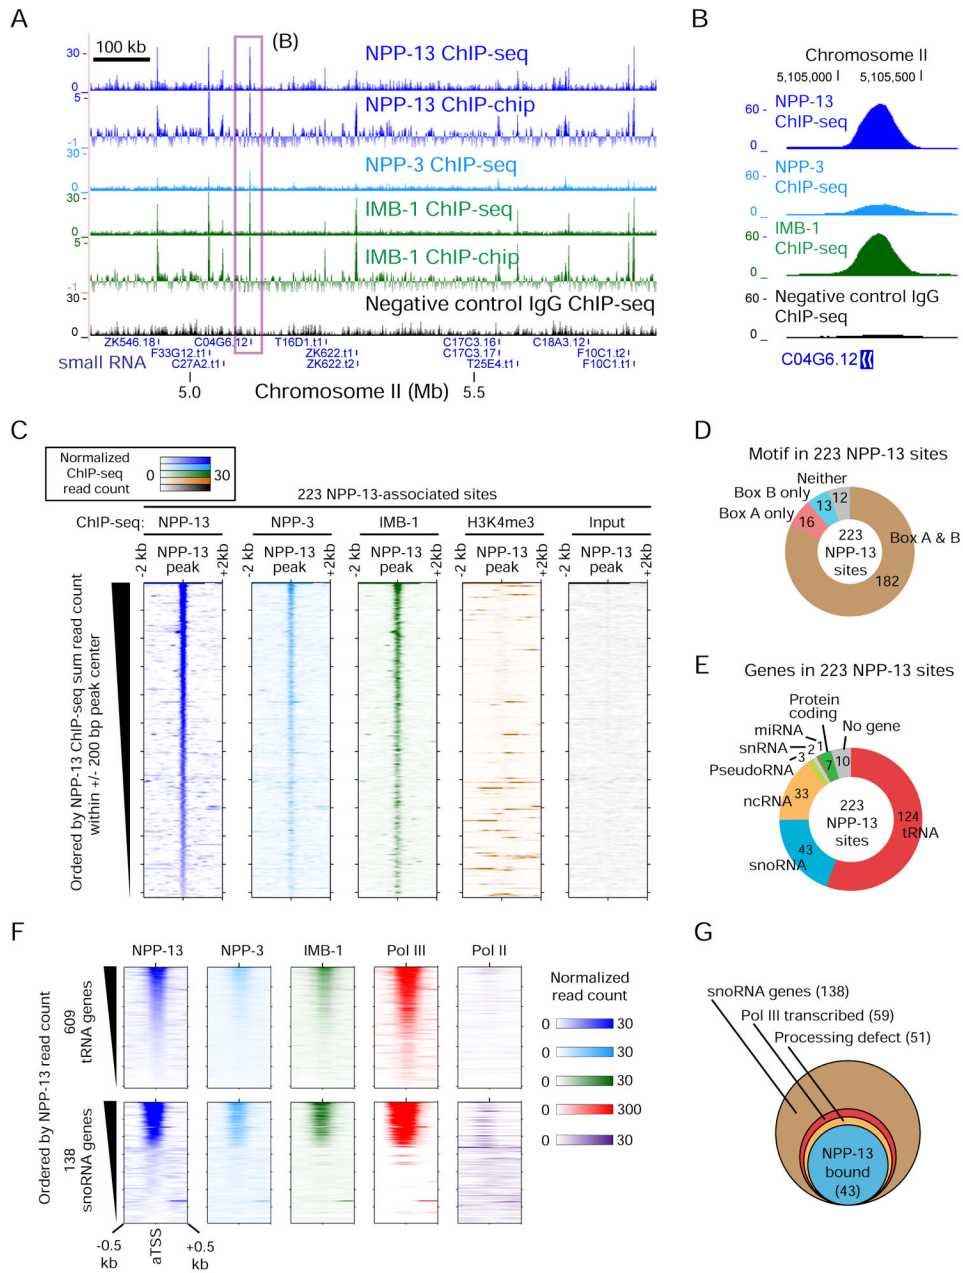 A
100 kb
(B)
30 -
0
NPP-13 ChIP-seq
5
-1
NPP-13 ChIP-chip
30
0
NPP-3 ChIP-seq
30
0
IMB-1 ChIP-seq
5
-1
IMB-1 ChIP-chip
30
0
Negative control IgG ChIP-seq
small RNA
ZK546.18
C04G6.12
T16D1.t1
C17C3.16
C18A3.12
F33G12.t1
ZK622.t1
C17C3.17
F10C1.t2
C27A2.t1
ZK622.t2
T25E4.t1
F10C1.t1
5.0
Chromosome II (Mb)
5.5
B
Chromosome II
5,105,000
5,105,500
60 -
0 _
NPP-13
ChIP-seq
60 -
0 _
NPP-3
ChIP-seq
60 -
0 _
IMB-1
ChIP-seq
60 -
0 _
Negative control IgG
ChIP-seq
C04G6.12
C
Normalized
ChIP-seq
read count
0
30
223 NPP-13-associated sites
ChIP-seq: NPP-13 NPP-3 IMB-1 H3K4me3 Input
-2 kb NPP-13 peak +2kb
-2 kb NPP-13 peak +2kb
-2 kb NPP-13 peak +2kb
-2 kb NPP-13 peak +2kb
-2 kb NPP-13 peak +2kb
Ordered by NPP-13 ChIP-seq sum read count
within +/- 200 bp peak center
D
Motif in 223 NPP-13 sites
Neither
12
Box B only
13
Box A only
16
Box A & B
182
223
NPP-13
sites
E
Genes in 223 NPP-13 sites
Protein
coding
7
miRNA
1
No gene
10
snRNA
2
PseudoRNA
3
ncRNA
33
snoRNA
43
124
tRNA
223
NPP-13
sites
F
NPP-13 NPP-3 IMB-1 Pol III Pol II
Ordered by NPP-13 read count
609
tRNA genes
138
snoRNA genes
-0.5
kb
aTSS
+0.5
kb
Normalized
read count
0 30
0 30
0 30
0 300
0 30
G
snoRNA genes (138)
Pol III transcribed (59)
Processing defect (51)
NPP-13
bound
(43)